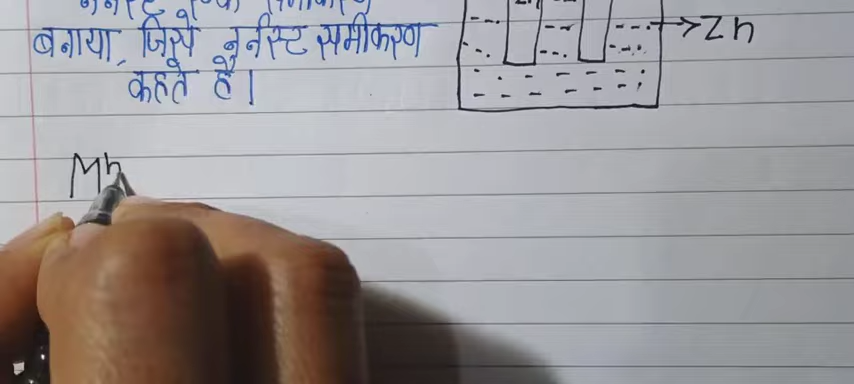 बनाया, जिसे नर्नस्ट समीकरण
कहते है।
Zn
Mn